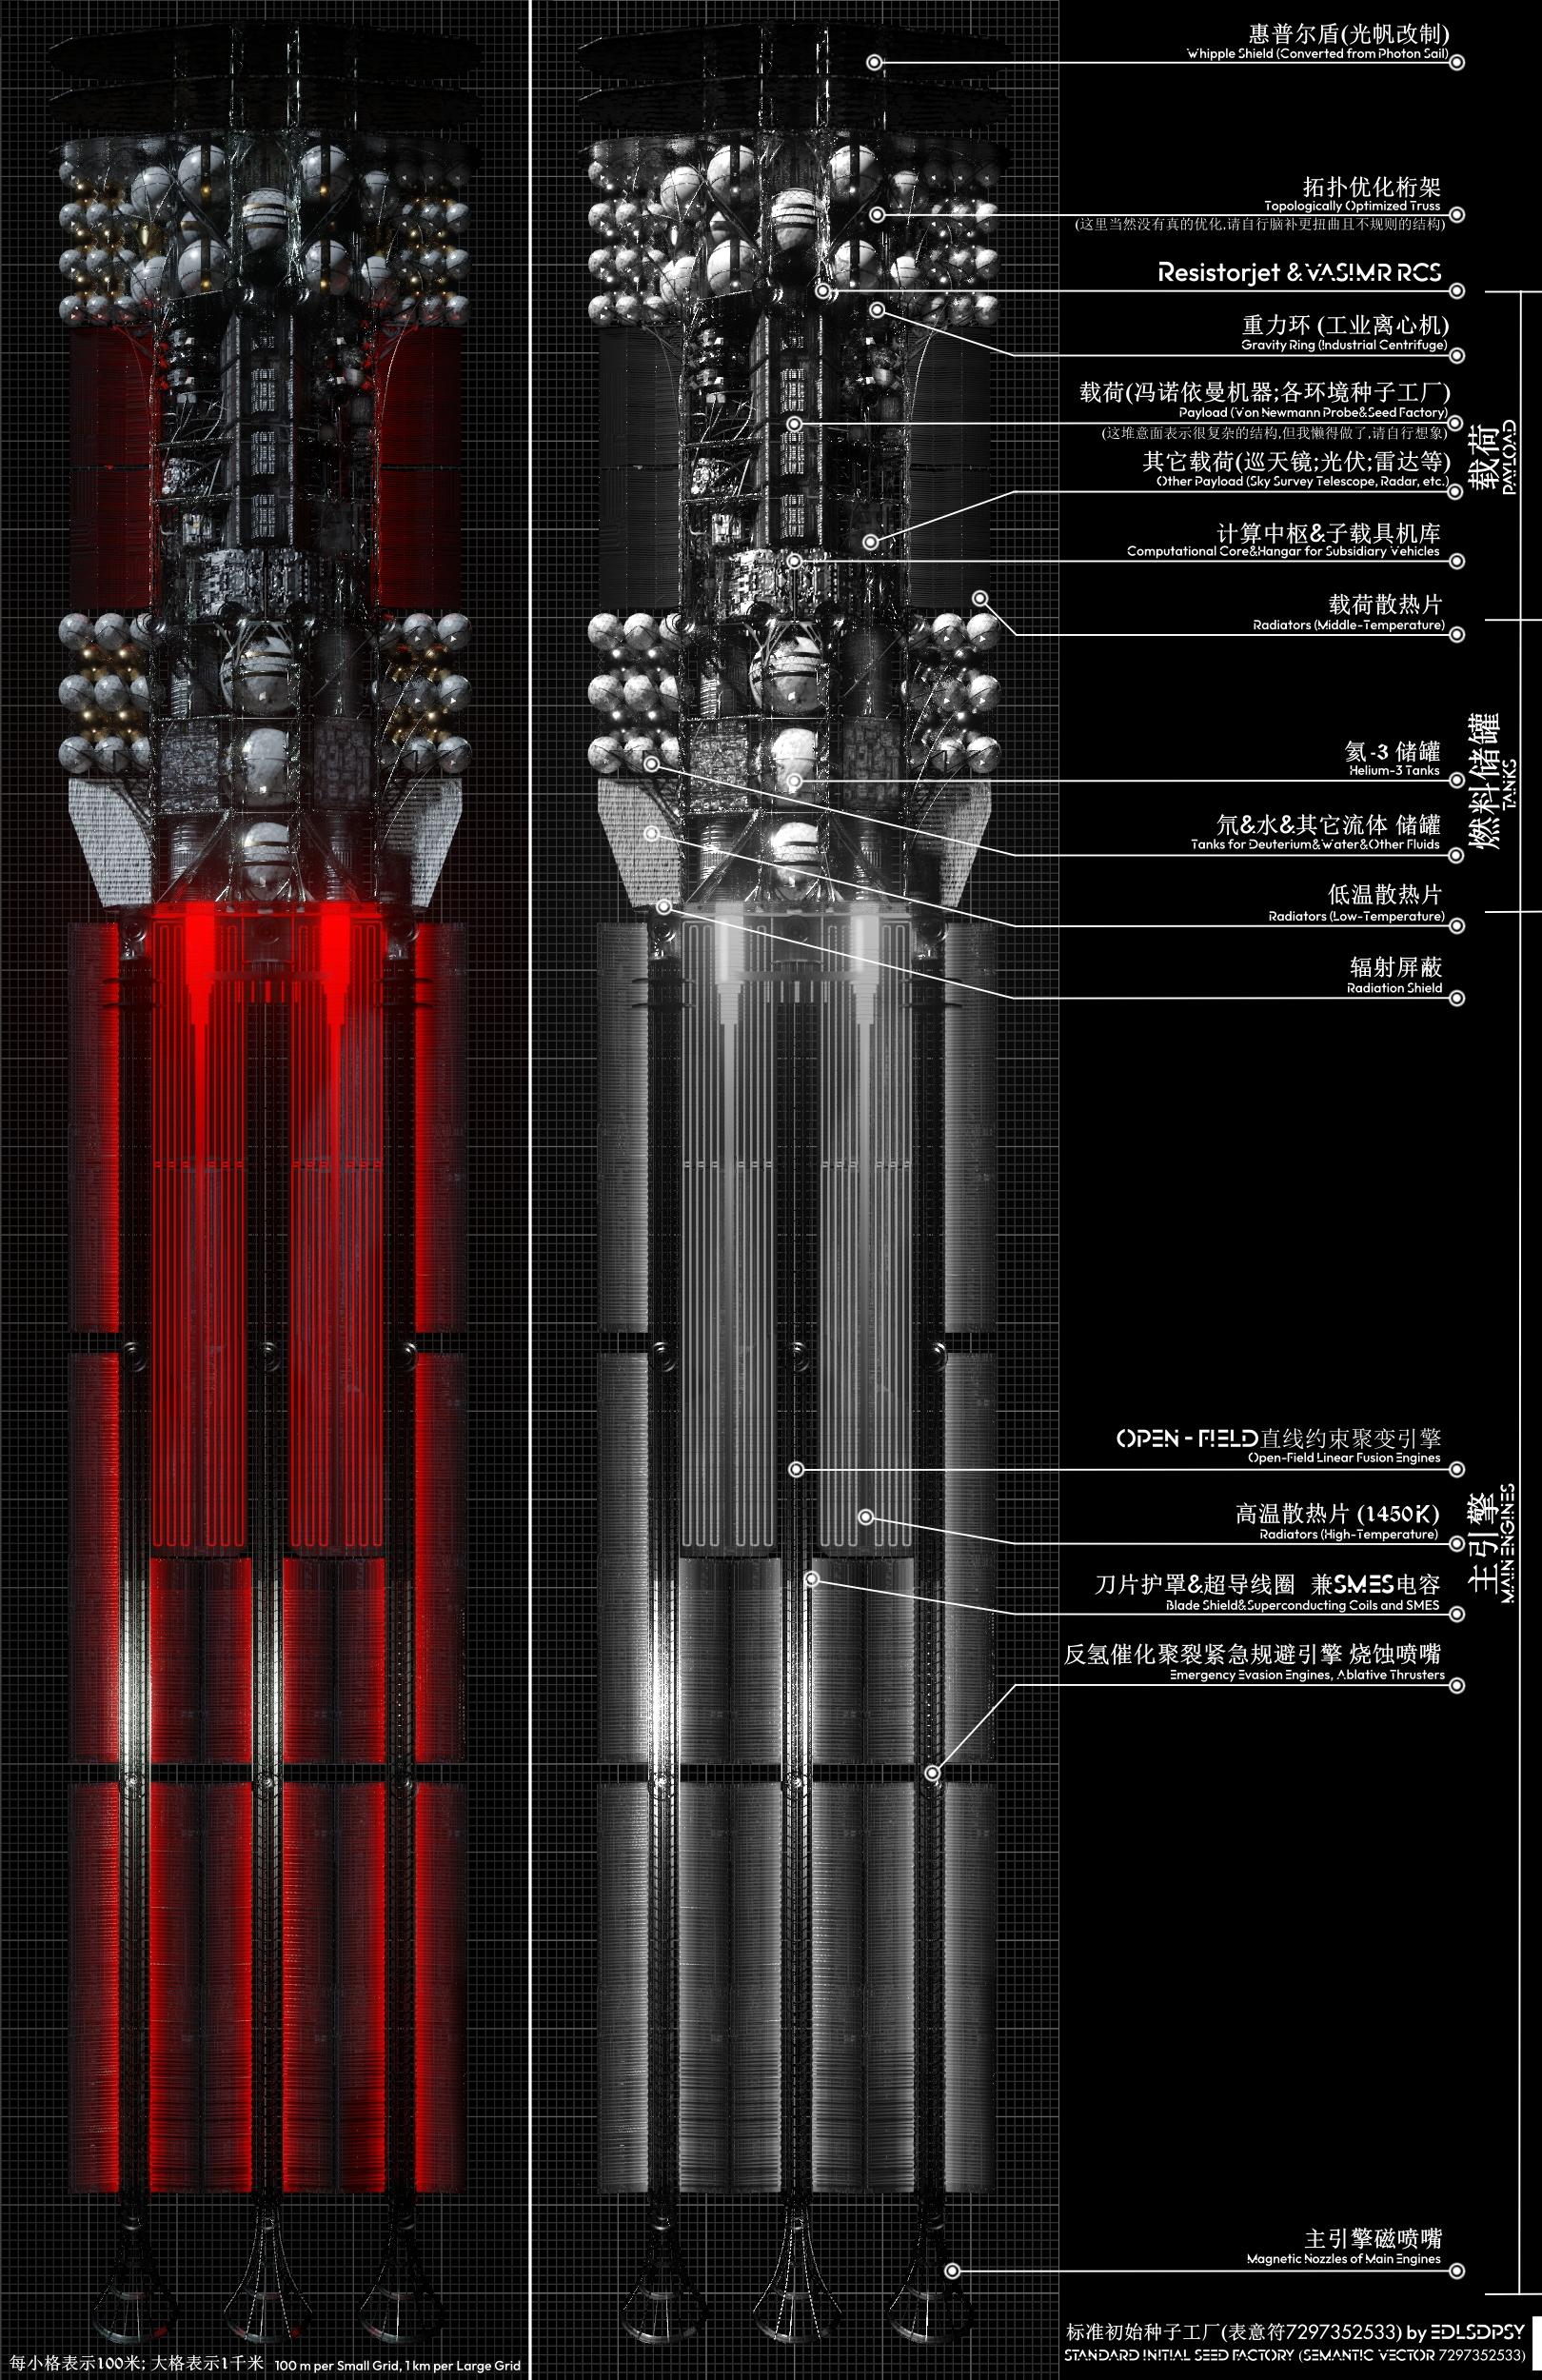 惠普尔盾(光帆改制)
Whipple Shield (Converted from Photon Sail)
拓扑优化桁架
Topologically Optimized Truss
(这里当然没有真的优化,请自行脑补更扭曲且不规则的结构)
Resistorjet & VASIMR RCS
重力环 (工业离心机)
Gravity Ring (Industrial Centrifuge)
载荷(冯诺依曼机器;各环境种子工厂)
Payload (Von Newmann Probe&Seed Factory)
(这堆意面表示很复杂的结构,但我懒得做了,请自行想象)
其它载荷(巡天镜;光伏;雷达等)
Other Payload (Sky Survey Telescope, Radar, etc.)
载荷
PAYLOAD
计算中枢&子载具机库
Computational Core&Hangar for Subsidiary Vehicles
载荷散热片
Radiators (Middle-Temperature)
氦-3 储罐
Helium-3 Tanks
燃料储罐
TANKS
氘&水&其它流体 储罐
Tanks for Deuterium&Water&Other Fluids
低温散热片
Radiators (Low-Temperature)
辐射屏蔽
Radiation Shield
OPEN-FIELD直线约束聚变引擎
Open-Field Linear Fusion Engines
高温散热片 (1450K)
Radiators (High-Temperature)
主引擎
MAIN ENGINES
刀片护罩&超导线圈 兼SMES电容
Blade Shield&Superconducting Coils and SMES
反氢催化聚裂紧急规避引擎 烧蚀喷嘴
Emergency Evasion Engines, Ablative Thrusters
主引擎磁喷嘴
Magnetic Nozzles of Main Engines
标准初始种子工厂(表意符7297352533) by EDLSDPSY
STANDARD INITIAL SEED FACTORY (SEMANTIC VECTOR 7297352533)
每小格表示100米; 大格表示1千米 100 m per Small Grid, 1 km per Large Grid